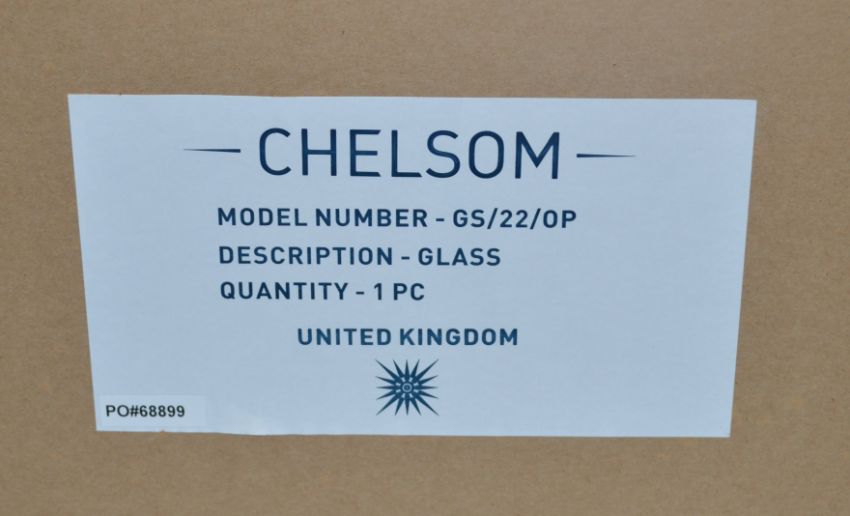 CHELSOM
MODEL NUMBER - GS/22/OP
DESCRIPTION - GLASS
QUANTITY - 1 PC
UNITED KINGDOM
PO#68899